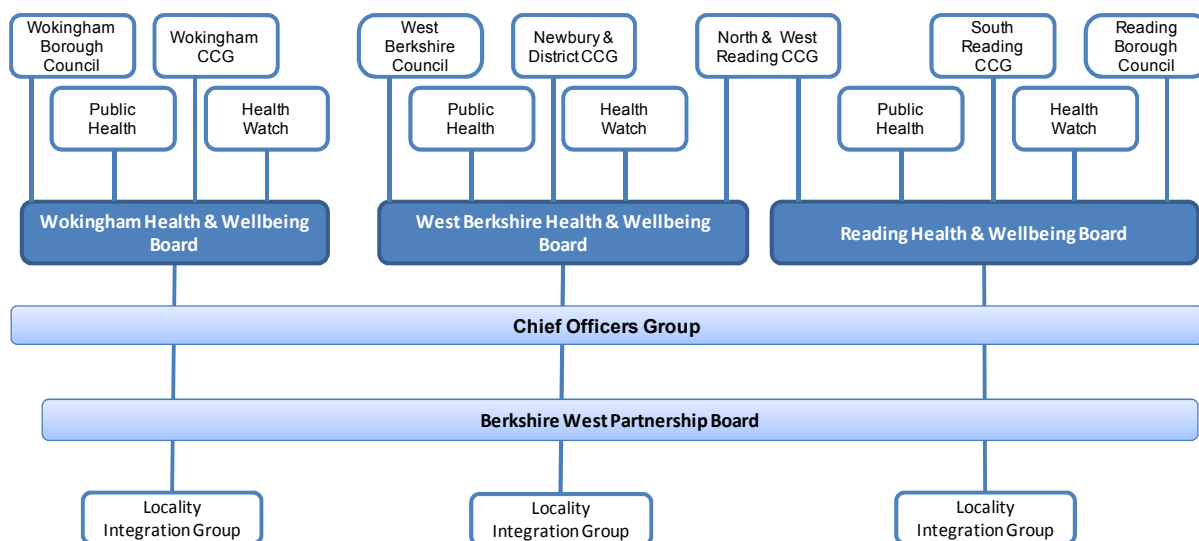 Wokingham
Borough
Council
Wokingham
CCG
West
Berkshire
Council
Newbury &
District CCG
North & West
Reading CCG
South
Reading
CCG
Reading
Borough
Council
Public
Health
Health
Watch
Public
Health
Health
Watch
Public
Health
Health
Watch
Wokingham Health & Wellbeing
Board
West Berkshire Health & Wellbeing
Board
Reading Health & Wellbeing Board
Chief Officers Group
Berkshire West Partnership Board
Locality
Integration Group
Locality
Integration Group
Locality
Integration Group